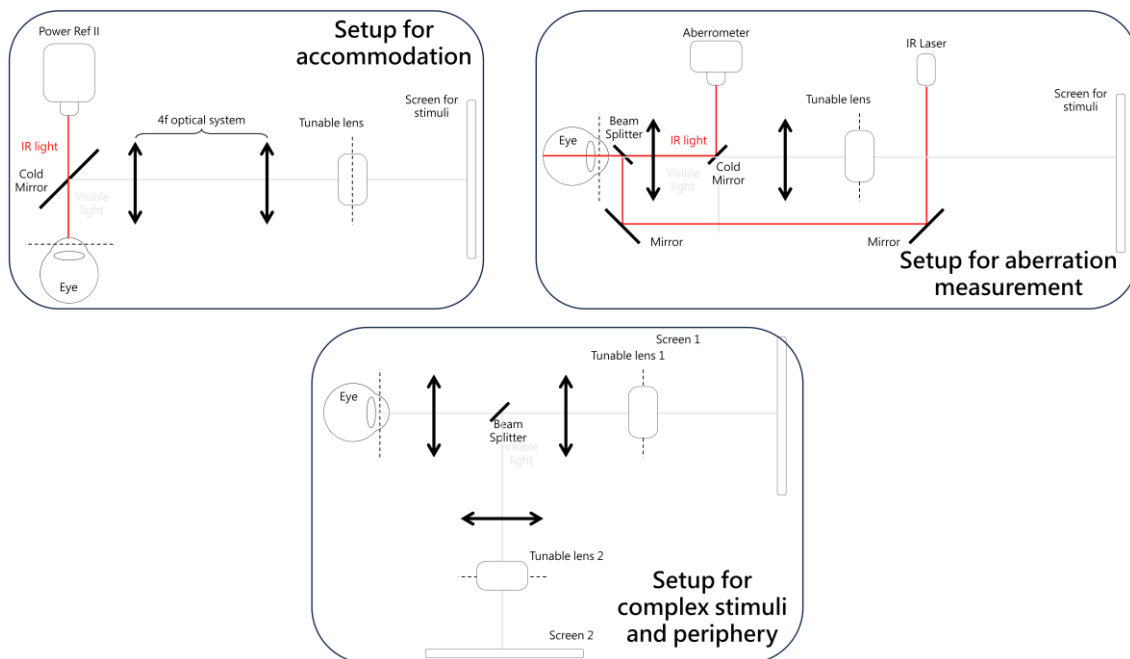 Power Ref II
Setup for
accommodation
Screen for
stimuli
4f optical system
Tunable lens
IR light
Cold
Mirror
Visible
light
Eye
Aberrometer
IR Laser
Screen for
stimuli
Tunable lens
Beam
Splitter
Eye
IR light
Visible
light
Cold
Mirror
Mirror
Mirror
Setup for aberration
measurement
Screen 1
Tunable lens 1
Eye
Beam
Splitter
Visible
light
Tunable lens 2
Setup for
complex stimuli
and periphery
Screen 2